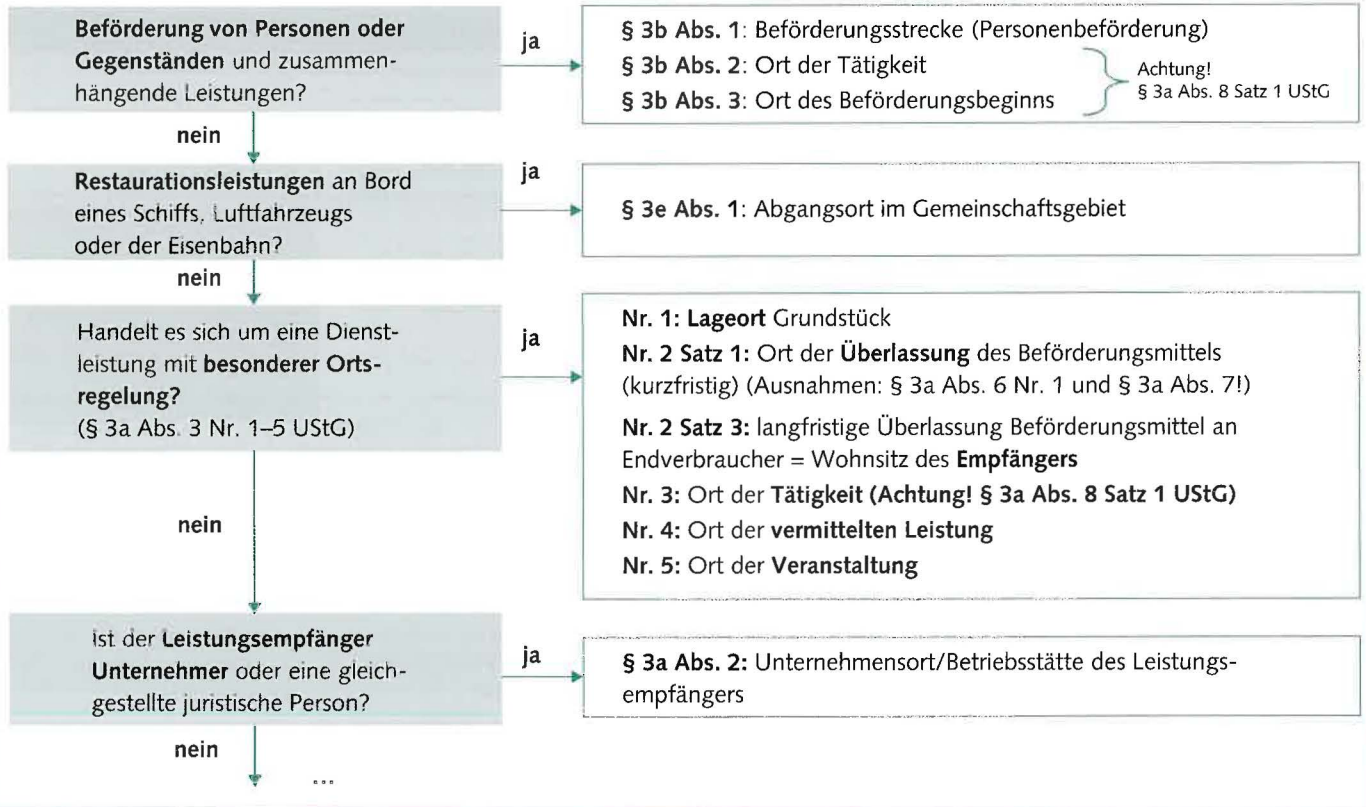 Beförderung von Personen oder
Gegenständen und zusammen-
hängende Leistungen?
ja
§ 3b Abs. 1: Beförderungsstrecke (Personenbeförderung)
§ 3b Abs. 2: Ort der Tätigkeit
§ 3b Abs. 3: Ort des Beförderungsbeginns
Achtung!
§ 3a Abs. 8 Satz 1 UStG
nein
Restaurationsleistungen an Bord
eines Schiffs, Luftfahrzeugs
oder der Eisenbahn?
ja
§ 3e Abs. 1: Abgangsort im Gemeinschaftsgebiet
nein
Handelt es sich um eine Dienst-
leistung mit besonderer Orts-
regelung?
(§ 3a Abs. 3 Nr. 1–5 UStG)
ja
Nr. 1: Lageort Grundstück
Nr. 2 Satz 1: Ort der Überlassung des Beförderungsmittels
(kurzfristig) (Ausnahmen: § 3a Abs. 6 Nr. 1 und § 3a Abs. 7!)
Nr. 2 Satz 3: langfristige Überlassung Beförderungsmittel an
Endverbraucher = Wohnsitz des Empfängers
Nr. 3: Ort der Tätigkeit (Achtung! § 3a Abs. 8 Satz 1 UStG)
Nr. 4: Ort der vermittelten Leistung
Nr. 5: Ort der Veranstaltung
nein
Ist der Leistungsempfänger
Unternehmer oder eine gleich-
gestellte juristische Person?
ja
§ 3a Abs. 2: Unternehmensort/Betriebsstätte des Leistungs-
empfängers
nein
...